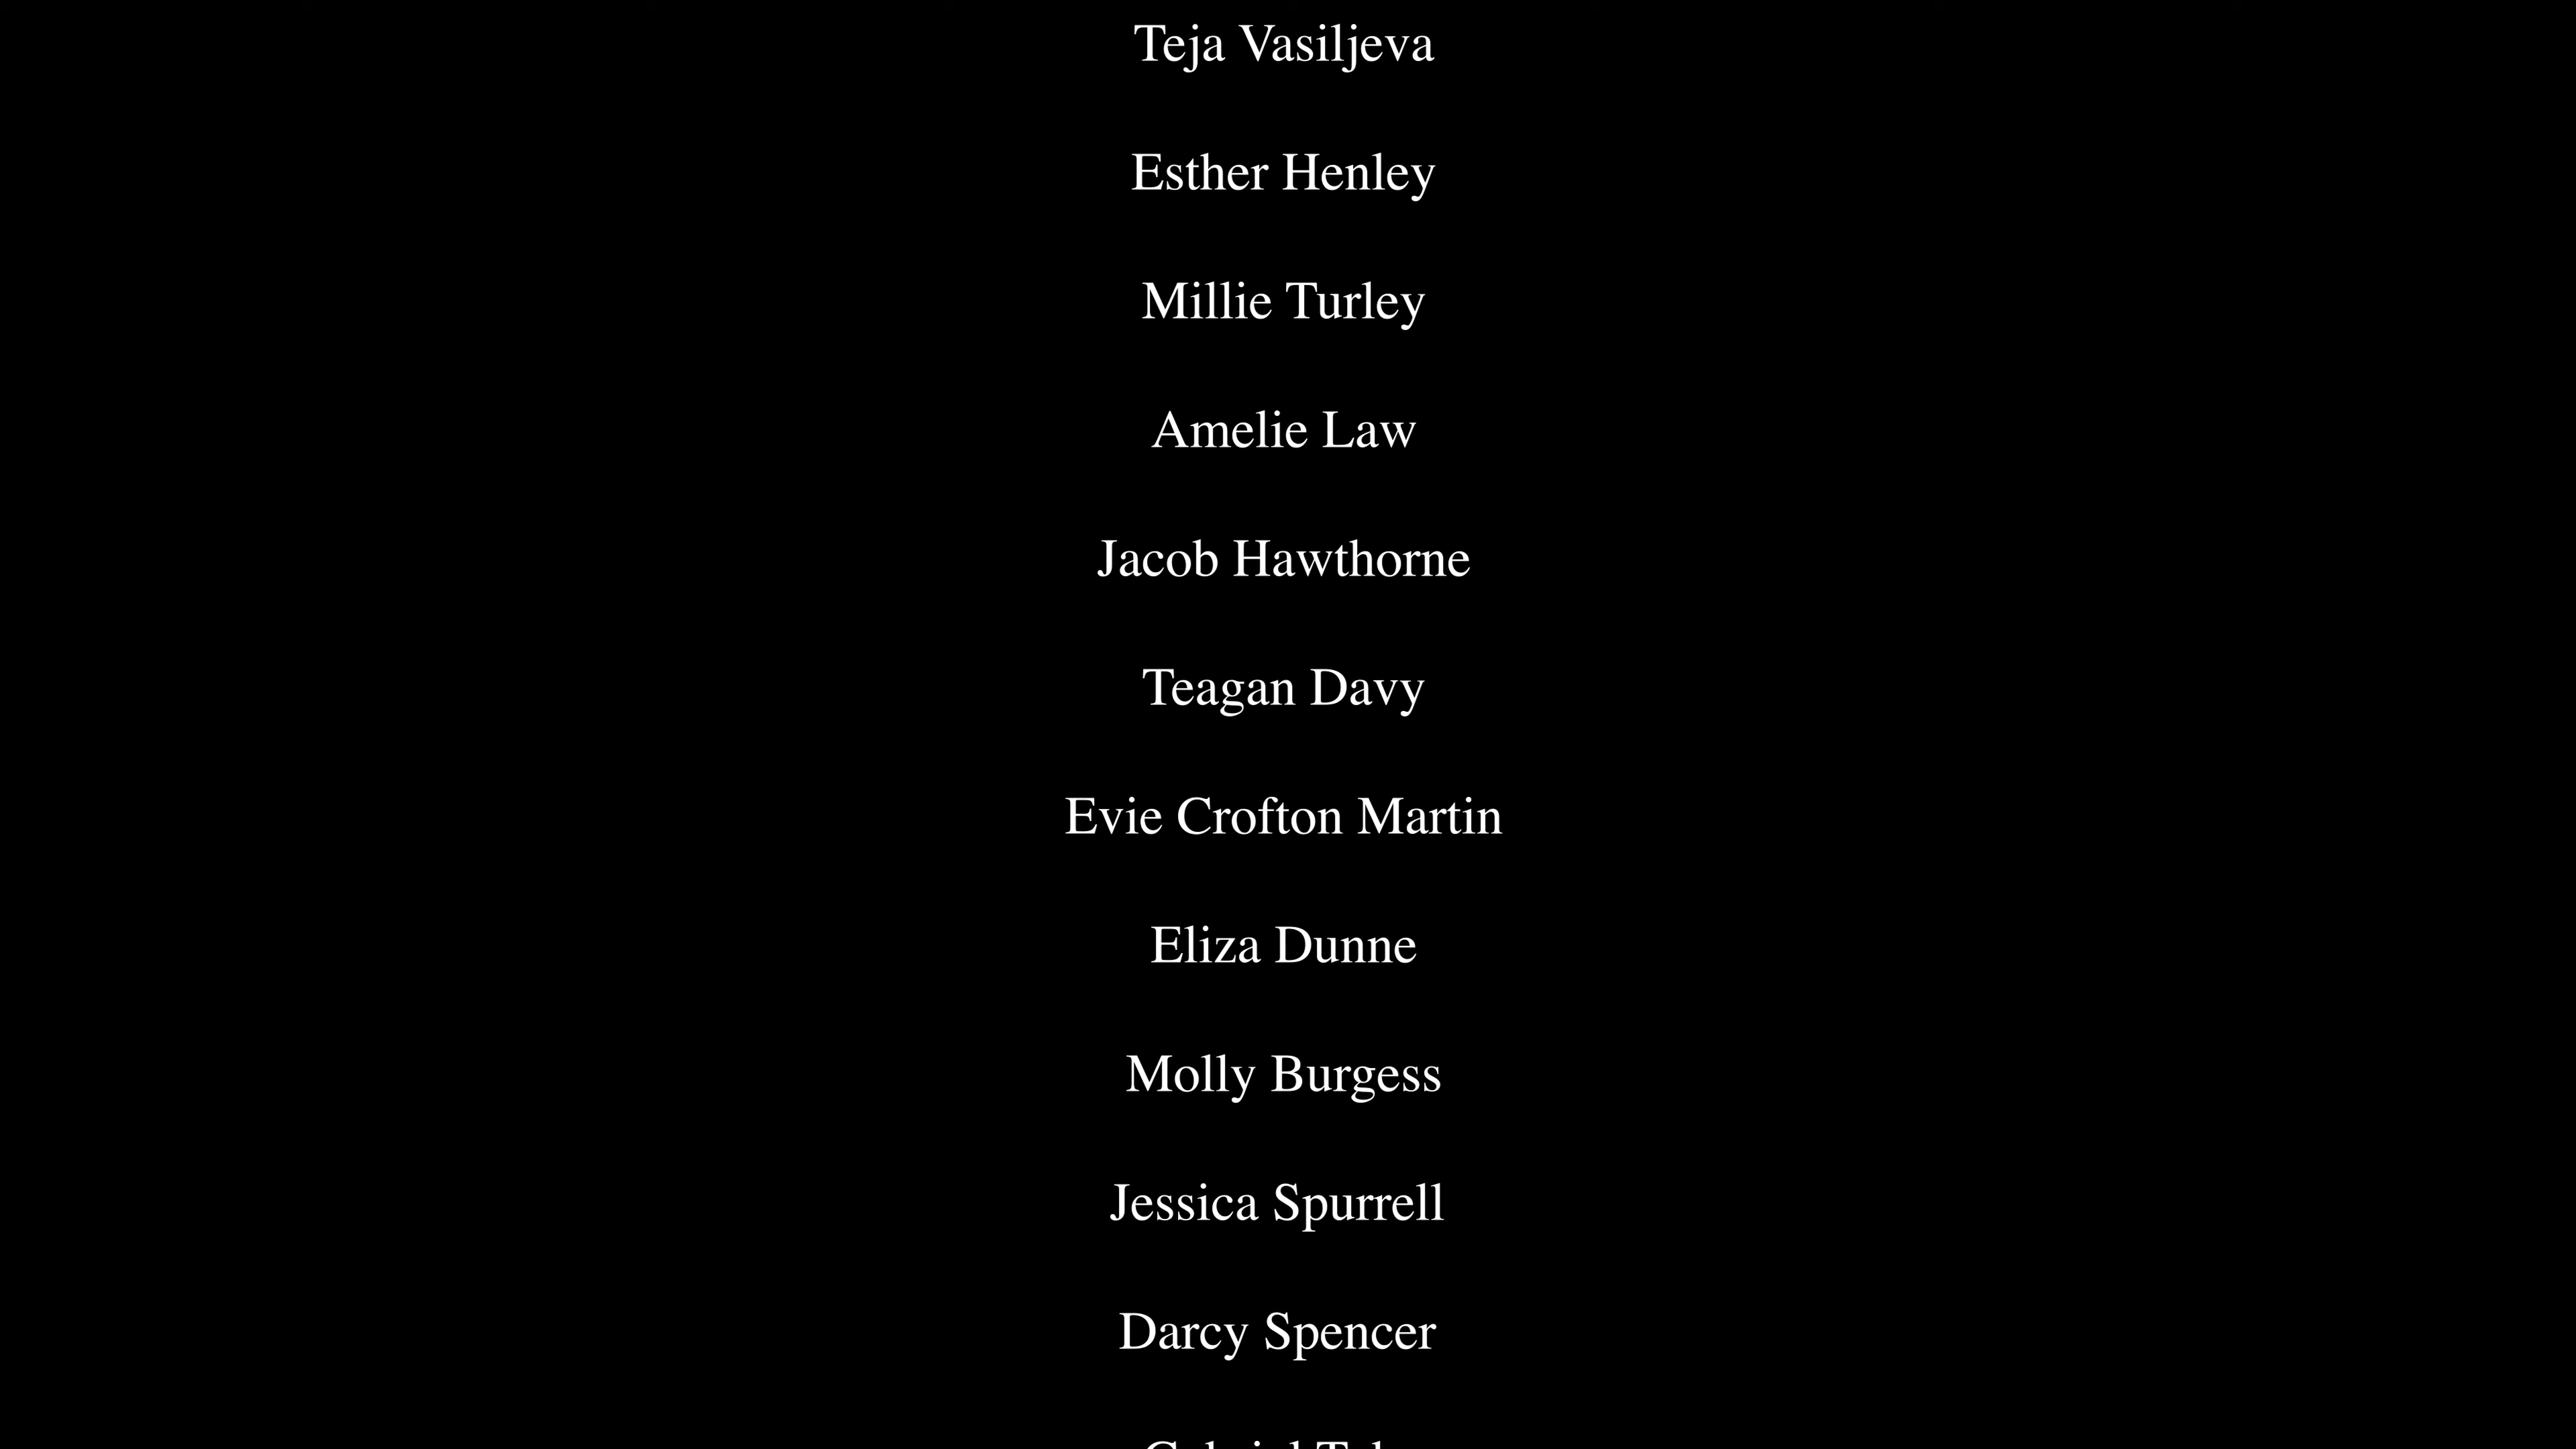 Teja Vasiljeva
Esther Henley
Millie Turley
Amelie Law
Jacob Hawthorne
Teagan Davy
Evie Crofton Martin
Eliza Dunne
Molly Burgess
Jessica Spurrell
Darcy Spencer